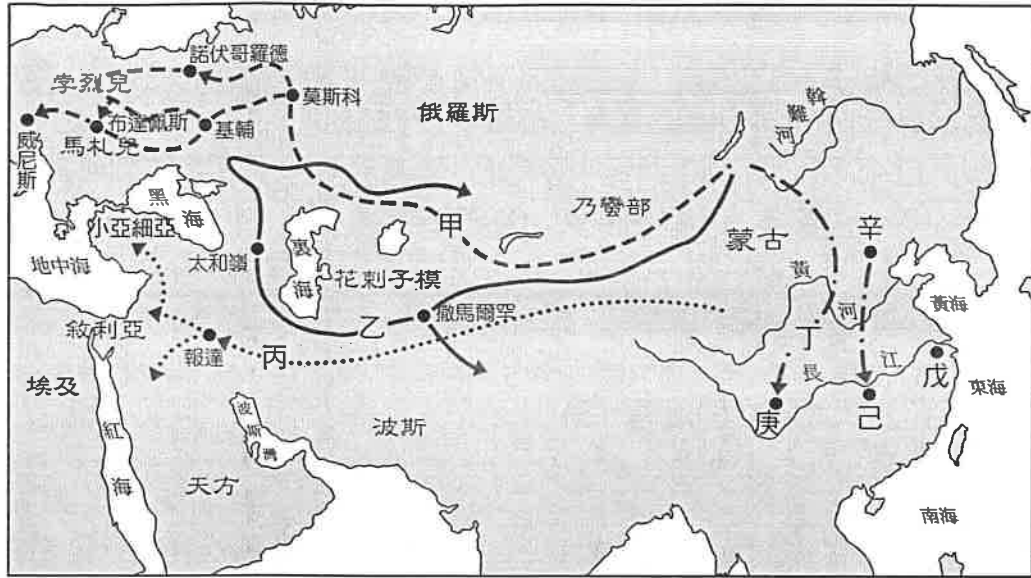 諾伏哥羅德
孛烈兒
莫斯科
俄羅斯
斡難河
布達佩斯
基輔
馬札兒
威尼斯
黑海
乃蠻部
甲
小亞細亞
裏海
蒙古
辛
太和嶺
地中海
花剌子模
黃河
黃海
撒馬爾罕
乙
敘利亞
丙
報達
丁
長江
戊
東海
埃及
庚
己
波斯灣
波斯
紅海
天方
南海